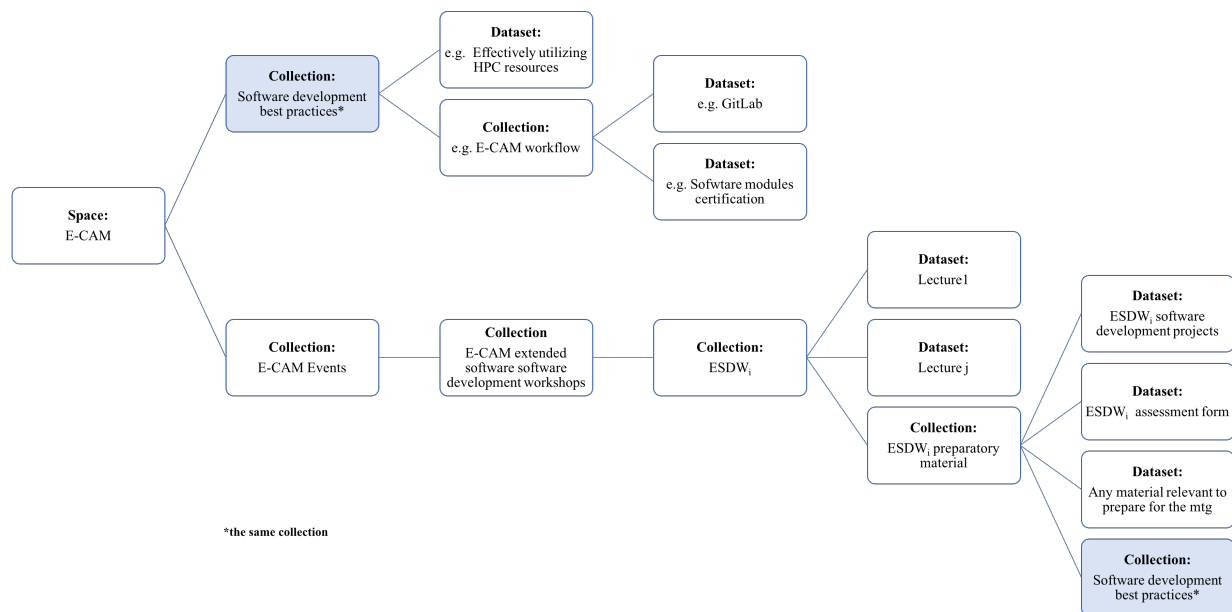 Dataset:
e.g. Effectively utilizing
HPC resources
Collection:
Software development
best practices*
Dataset:
e.g. GitLab
Collection:
e.g. E-CAM workflow
Dataset:
e.g. Sofwtare modules
certification
Space:
E-CAM
Dataset:
Lecture1
Dataset:
ESDWi software
development projects
Collection:
E-CAM Events
Collection
E-CAM extended
software software
development workshops
Collection:
ESDWi
Dataset:
Lecture j
Dataset:
ESDWi assessment form
Collection:
ESDWi preparatory
material
Dataset:
Any material relevant to
prepare for the mtg
*the same collection
Collection:
Software development
best practices*